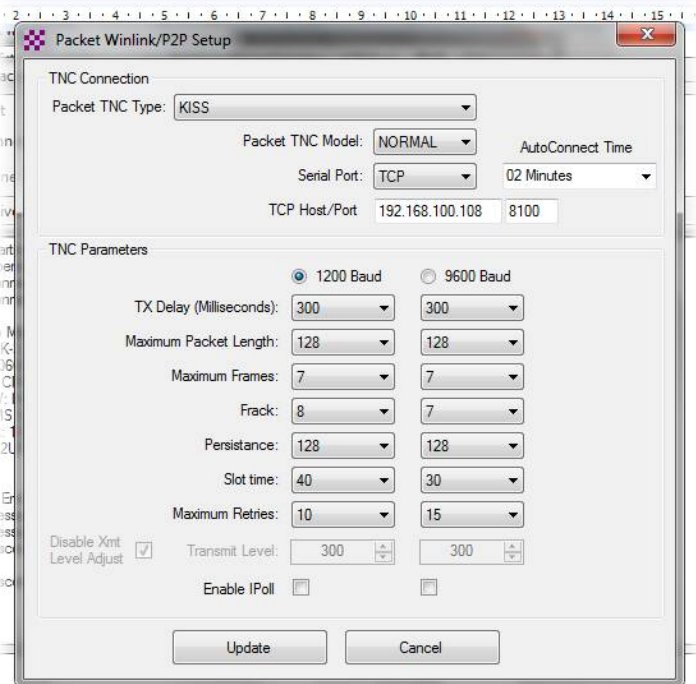 · 2 · 1 · 3 · 1 · 4 · 1 · 5 · 1 · 6 · 1 · 7 · 1 · 8 · 1 · 9 · 1 · 10 · 1 · 11 · 1 · 12 · 1 · 13 · 1 · 14 · 1 · 15 · 1
Packet Winlink/P2P Setup
TNC Connection
Packet TNC Type: KISS
Packet TNC Model: NORMAL
AutoConnect Time
Serial Port: TCP 02 Minutes
TCP Host/Port 192.168.100.108 8100
TNC Parameters
1200 Baud 9600 Baud
TX Delay (Milliseconds): 300 300
Maximum Packet Length: 128 128
Maximum Frames: 7 7
Frack: 8 7
Persistance: 128 128
Slot time: 40 30
Maximum Retries: 10 15
Disable Xmt
Level Adjust Transmit Level: 300 300
Enable IPoll
Update Cancel